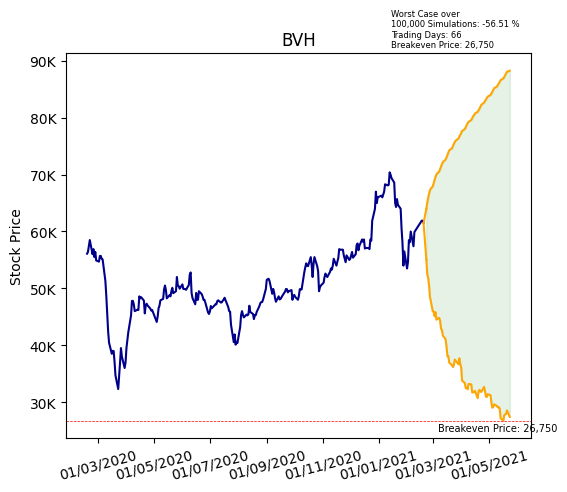 Worst Case over
100,000 Simulations: -56.51 %
Trading Days: 66
Breakeven Price: 26,750
BVH
90K
80K
70K
60K
50K
40K
30K
Stock Price
Breakeven Price: 26,750
01/03/2020 01/05/2020 01/07/2020 01/09/2020 01/11/2020 01/01/2021 01/03/2021 01/05/2021